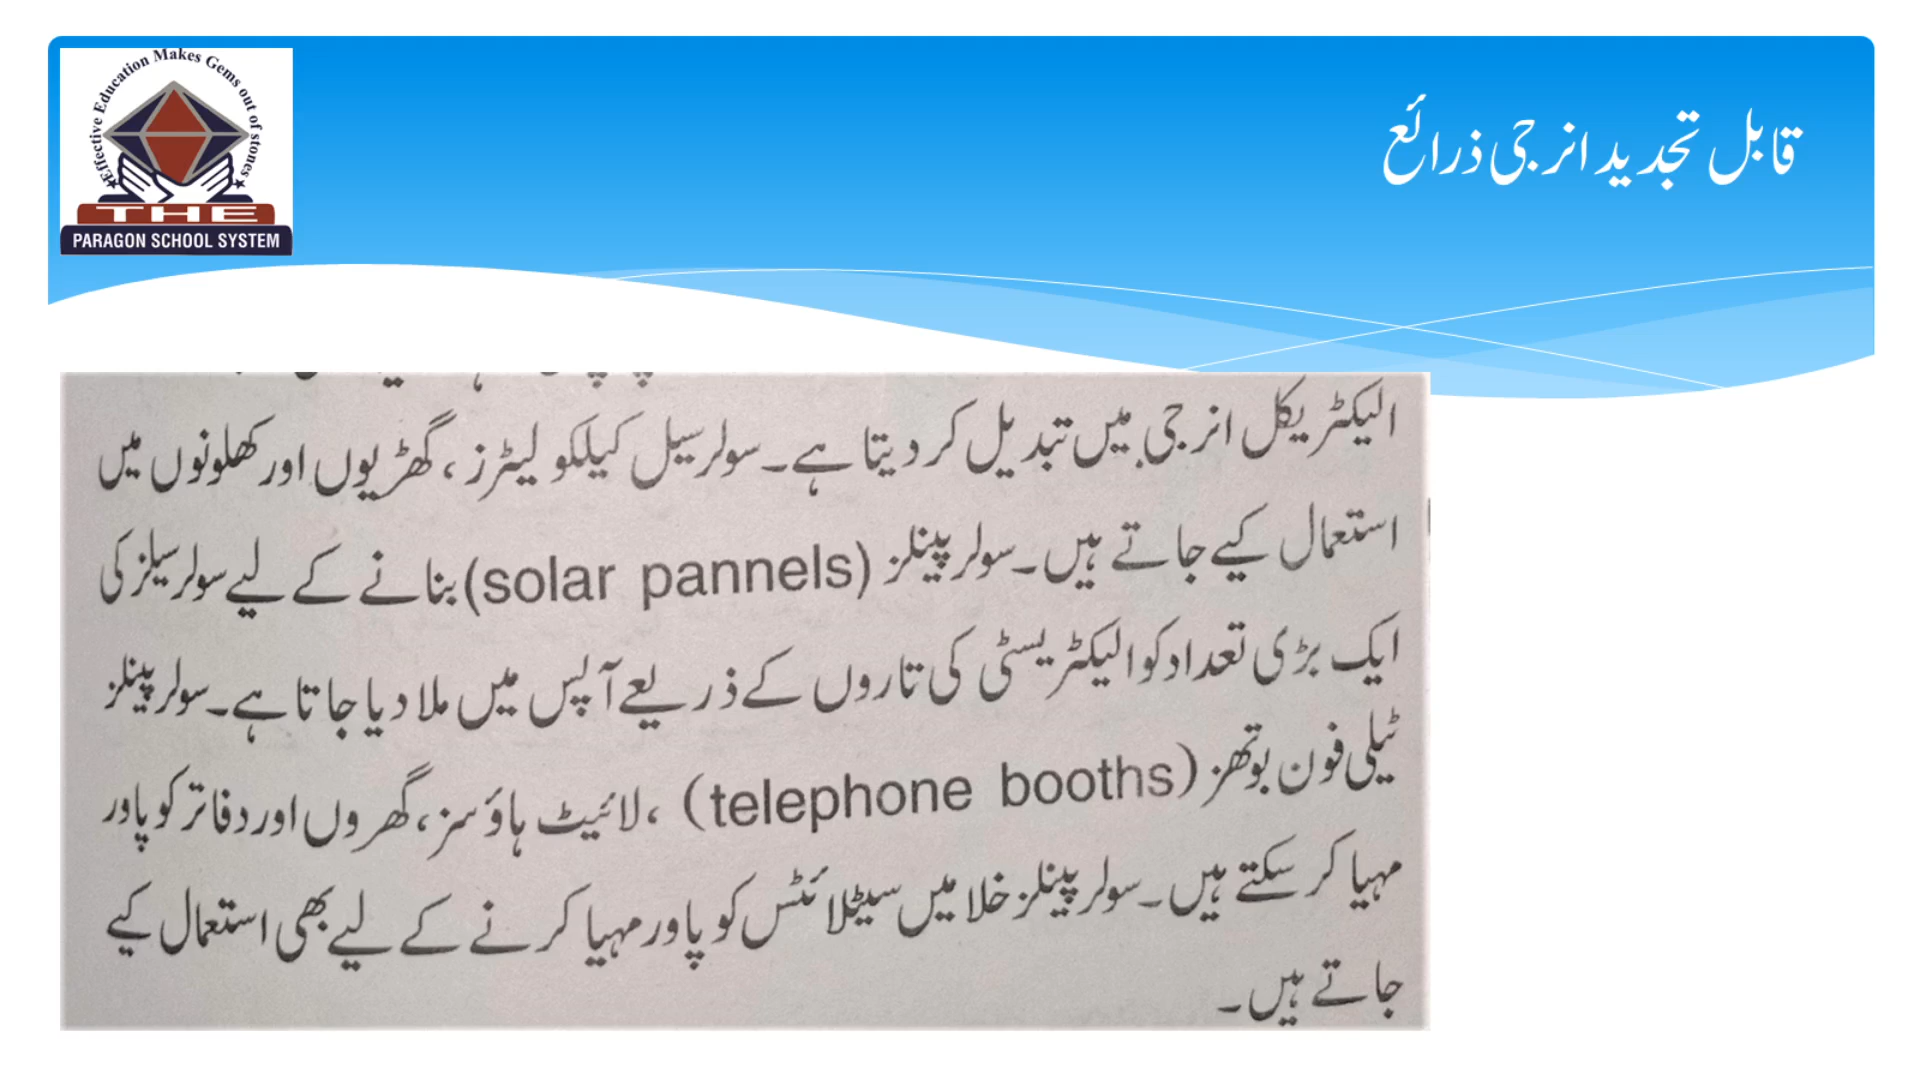 Effective Education Makes Gems out of stones
THE
PARAGON SCHOOL SYSTEM
قابل تجدید انرجی ذرائع
الیکٹریکل انرجی میں تبدیل کر دیتا ہے۔ سولر سیل کیلکولیٹرز، گھڑیوں اور کھلونوں میں
استعمال کیے جاتے ہیں۔ سولر پینلز (solar pannels) بنانے کے لیے سولر سیلز کی
ایک بڑی تعداد کو الیکٹریسٹی کی تاروں کے ذریعے آپس میں ملا دیا جاتا ہے۔ سولر پینلز
ٹیلی فون بوتھز (telephone booths) ، لائیٹ ہاؤسز، گھروں اور دفاتر کو پاور
مہیا کر سکتے ہیں۔ سولر پینلز خلا میں سیٹلائٹس کو پاور مہیا کرنے کے لیے بھی استعمال کیے
جاتے ہیں۔